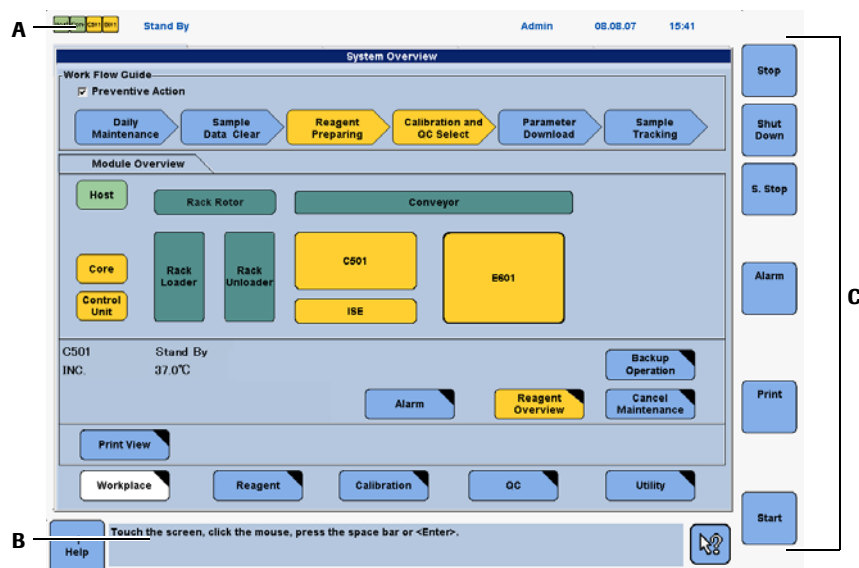 A
C501
Stand By
Admin
08.08.07
15:41
System Overview
Work Flow Guide
Preventive Action
Daily
Maintenance
Sample
Data Clear
Reagent
Preparing
Calibration and
QC Select
Parameter
Download
Sample
Tracking
Module Overview
Host
Rack Rotor
Conveyor
Core
Control
Unit
Rack
Loader
Rack
Unloader
C501
ISE
E601
C501
Stand By
INC.
37.0℃
Backup
Operation
Alarm
Reagent
Overview
Cancel
Maintenance
Print View
Workplace
Reagent
Calibration
QC
Utility
Stop
Shut
Down
S. Stop
Alarm
Print
Start
C
B
Help
Touch the screen, click the mouse, press the space bar or <Enter>.